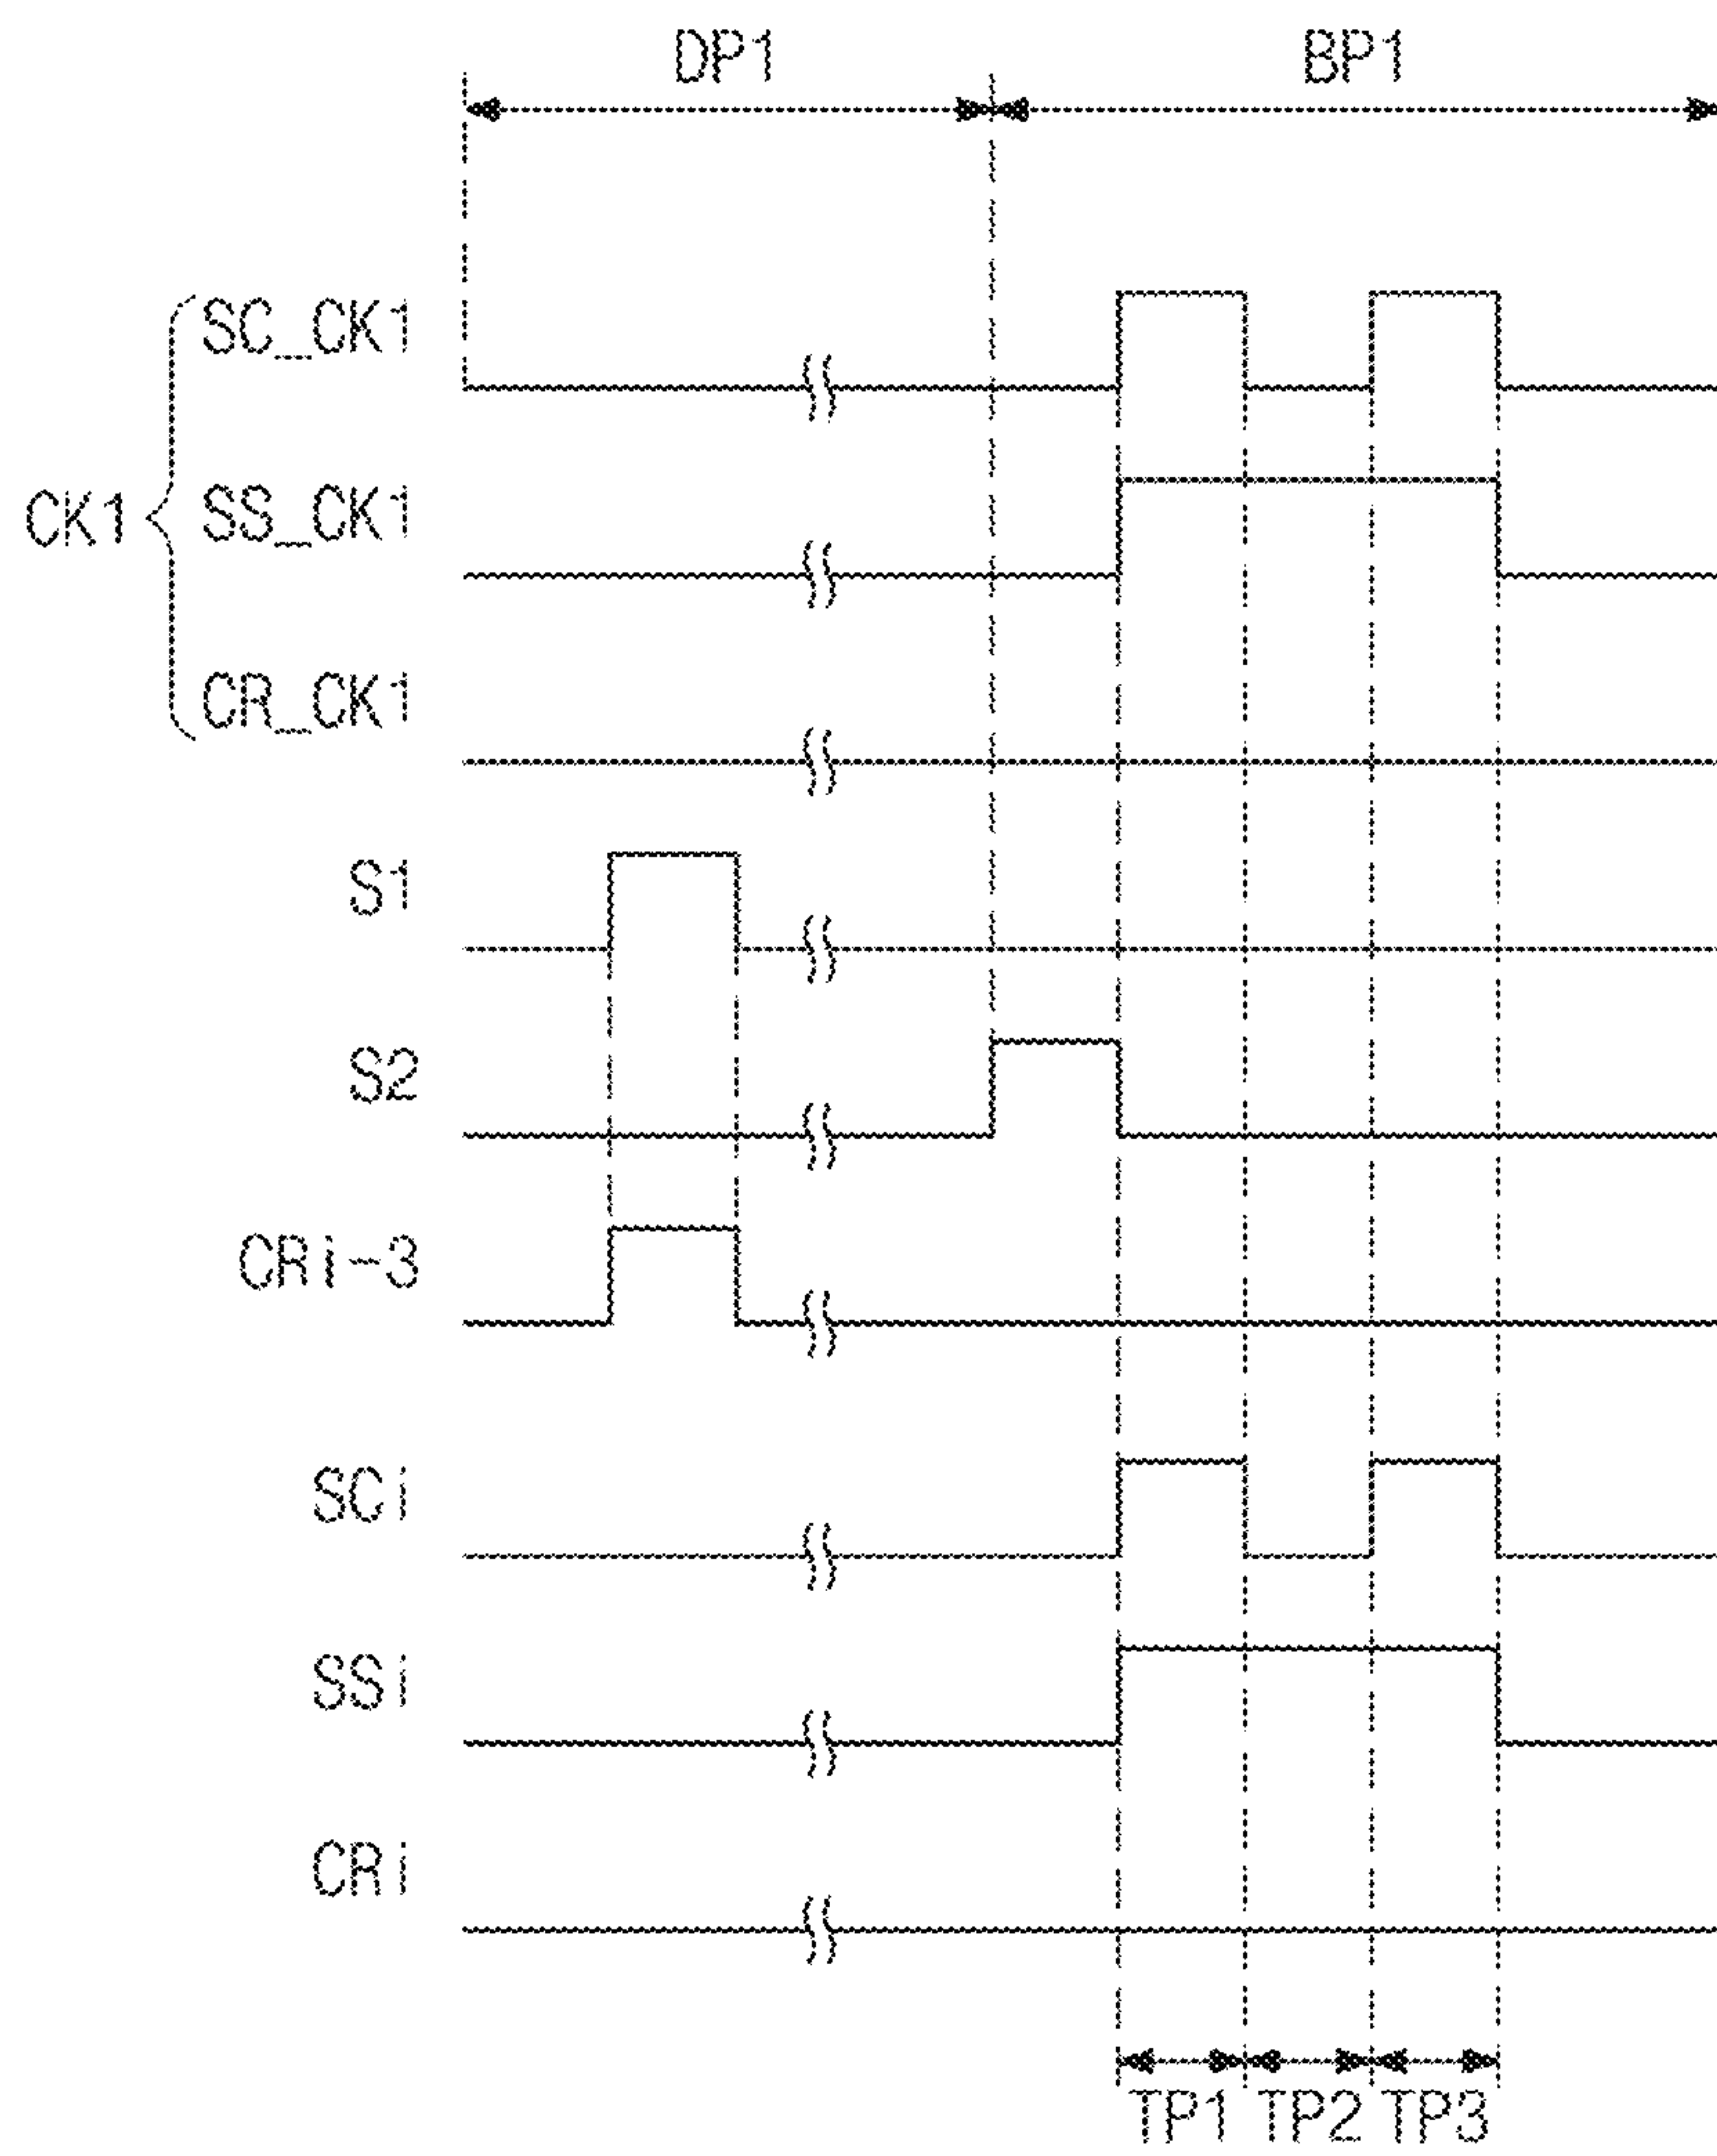 DP1 BP1
SC_CK1
CK1 SS_CK1
CR_CK1
S1
S2
CRi-3
SCi
SSi
CRi
TP1 TP2 TP3